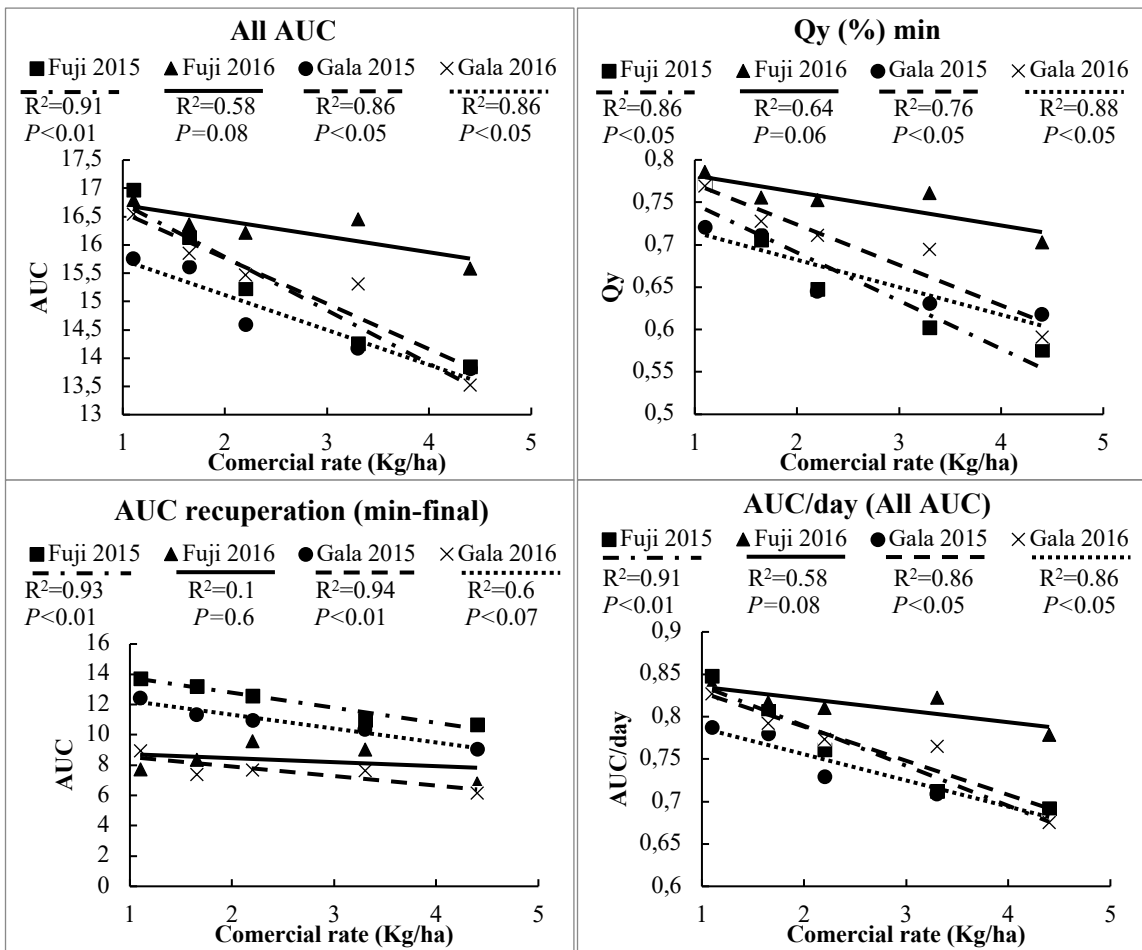 All AUC
Fuji 2015 Fuji 2016 Gala 2015 Gala 2016
R²=0.91 R²=0.58 R²=0.86 R²=0.86
P<0.01 P=0.08 P<0.05 P<0.05
17,5
17
16,5
16
15,5
15
14,5
14
13,5
13
AUC
1 2 3 4 5
Comercial rate (Kg/ha)
Qy (%) min
Fuji 2015 Fuji 2016 Gala 2015 Gala 2016
R²=0.86 R²=0.64 R²=0.76 R²=0.88
P<0.05 P=0.06 P<0.05 P<0.05
0,8
0,75
0,7
0,65
0,6
0,55
0,5
Qy
1 2 3 4 5
Comercial rate (Kg/ha)
AUC recuperation (min-final)
Fuji 2015 Fuji 2016 Gala 2015 Gala 2016
R²=0.93 R²=0.1 R²=0.94 R²=0.6
P<0.01 P=0.6 P<0.01 P<0.07
16
14
12
10
8
6
4
2
0
AUC
1 2 3 4 5
Comercial rate (Kg/ha)
AUC/day (All AUC)
Fuji 2015 Fuji 2016 Gala 2015 Gala 2016
R²=0.91 R²=0.58 R²=0.86 R²=0.86
P<0.01 P=0.08 P<0.05 P<0.05
0,9
0,85
0,8
0,75
0,7
0,65
0,6
AUC/day
1 2 3 4 5
Comercial rate (Kg/ha)